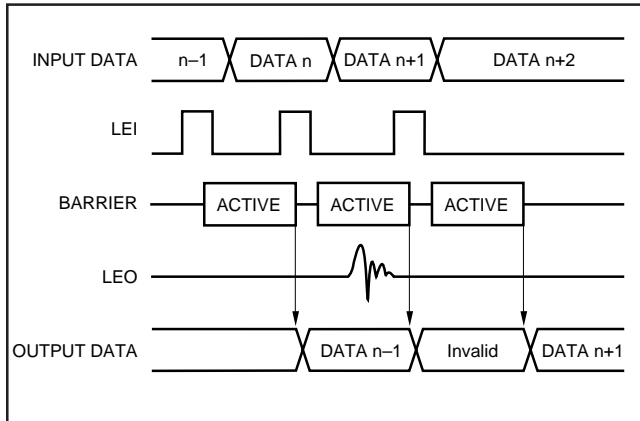 INPUT DATA n–1 DATA n DATA n+1 DATA n+2
LEI
BARRIER ACTIVE ACTIVE ACTIVE
LEO
OUTPUT DATA DATA n–1 Invalid DATA n+1